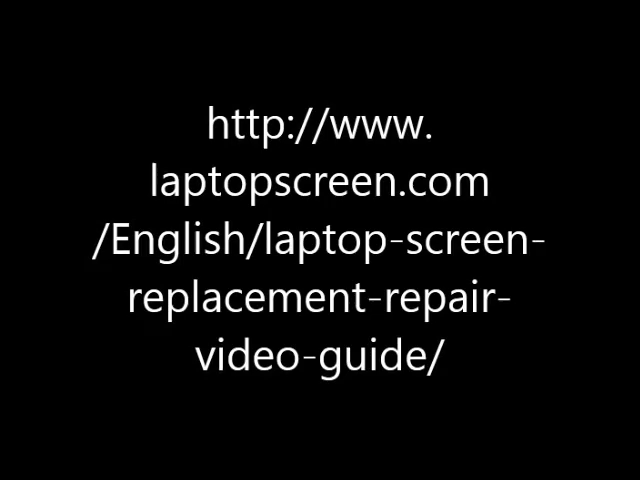 http://www.
laptopscreen.com
/English/laptop-screen-
replacement-repair-
video-guide/